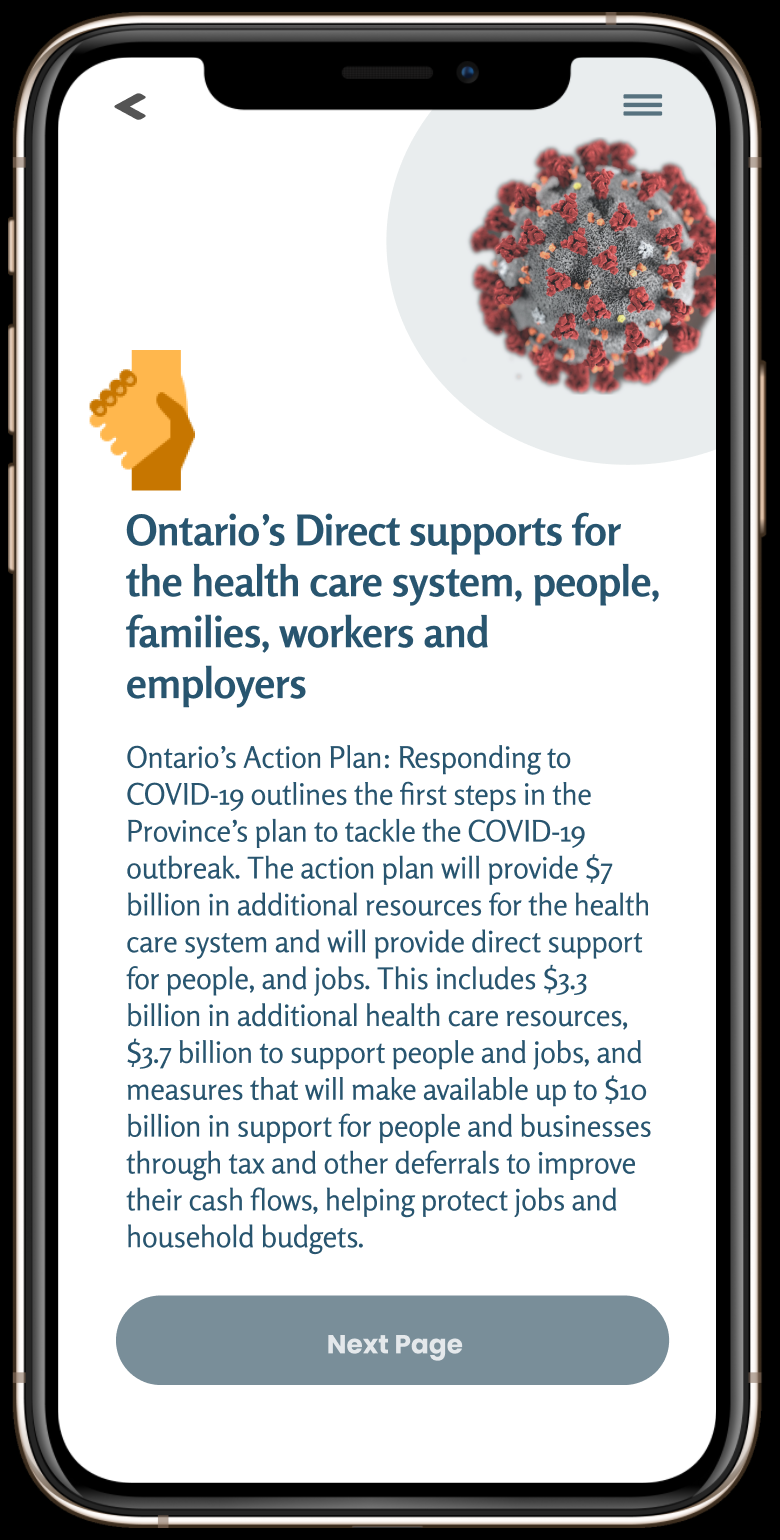 Ontario’s Direct supports for
the health care system, people,
families, workers and
employers
Ontario’s Action Plan: Responding to
COVID-19 outlines the first steps in the
Province’s plan to tackle the COVID-19
outbreak. The action plan will provide $7
billion in additional resources for the health
care system and will provide direct support
for people, and jobs. This includes $3.3
billion in additional health care resources,
$3.7 billion to support people and jobs, and
measures that will make available up to $10
billion in support for people and businesses
through tax and other deferrals to improve
their cash flows, helping protect jobs and
household budgets.
Next Page